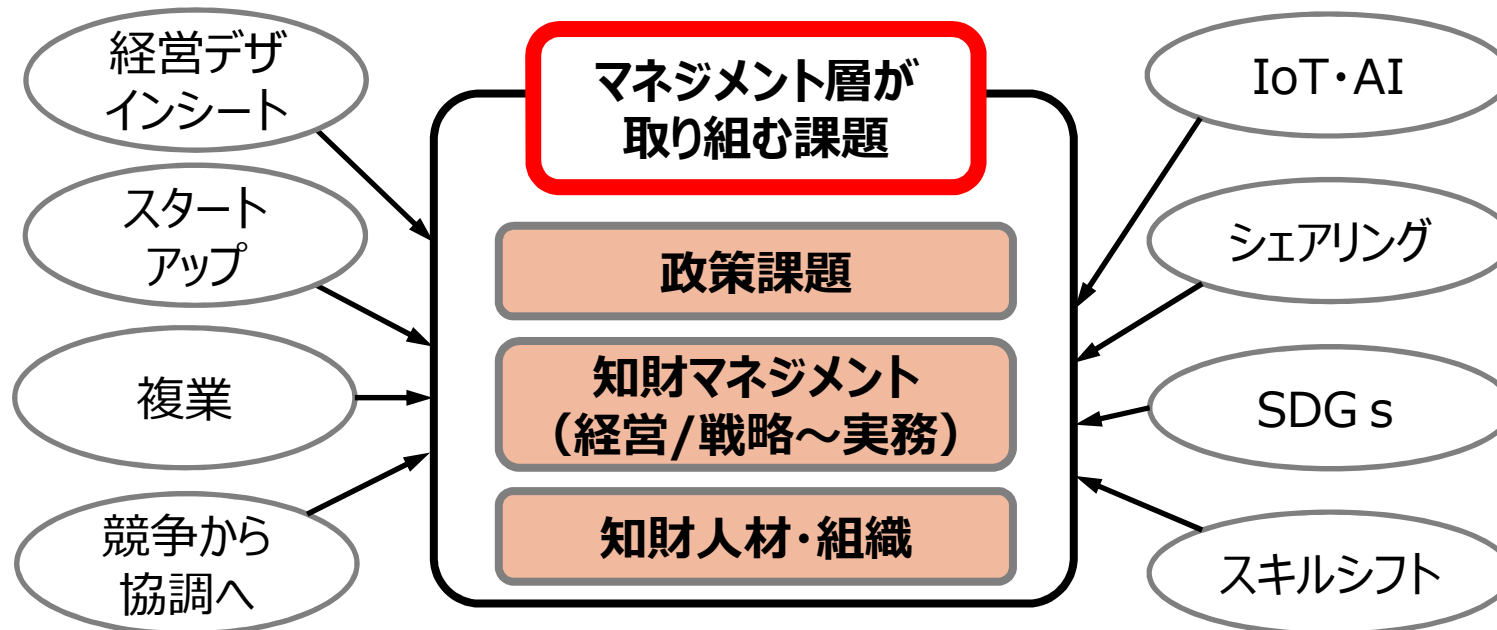 経営デザ
インシート
スタート
アップ
複業
競争から
協調へ
マネジメント層が
取り組む課題
政策課題
知財マネジメント
（経営/戦略～実務）
知財人材・組織
IoT・AI
シェアリング
SDGｓ
スキルシフト